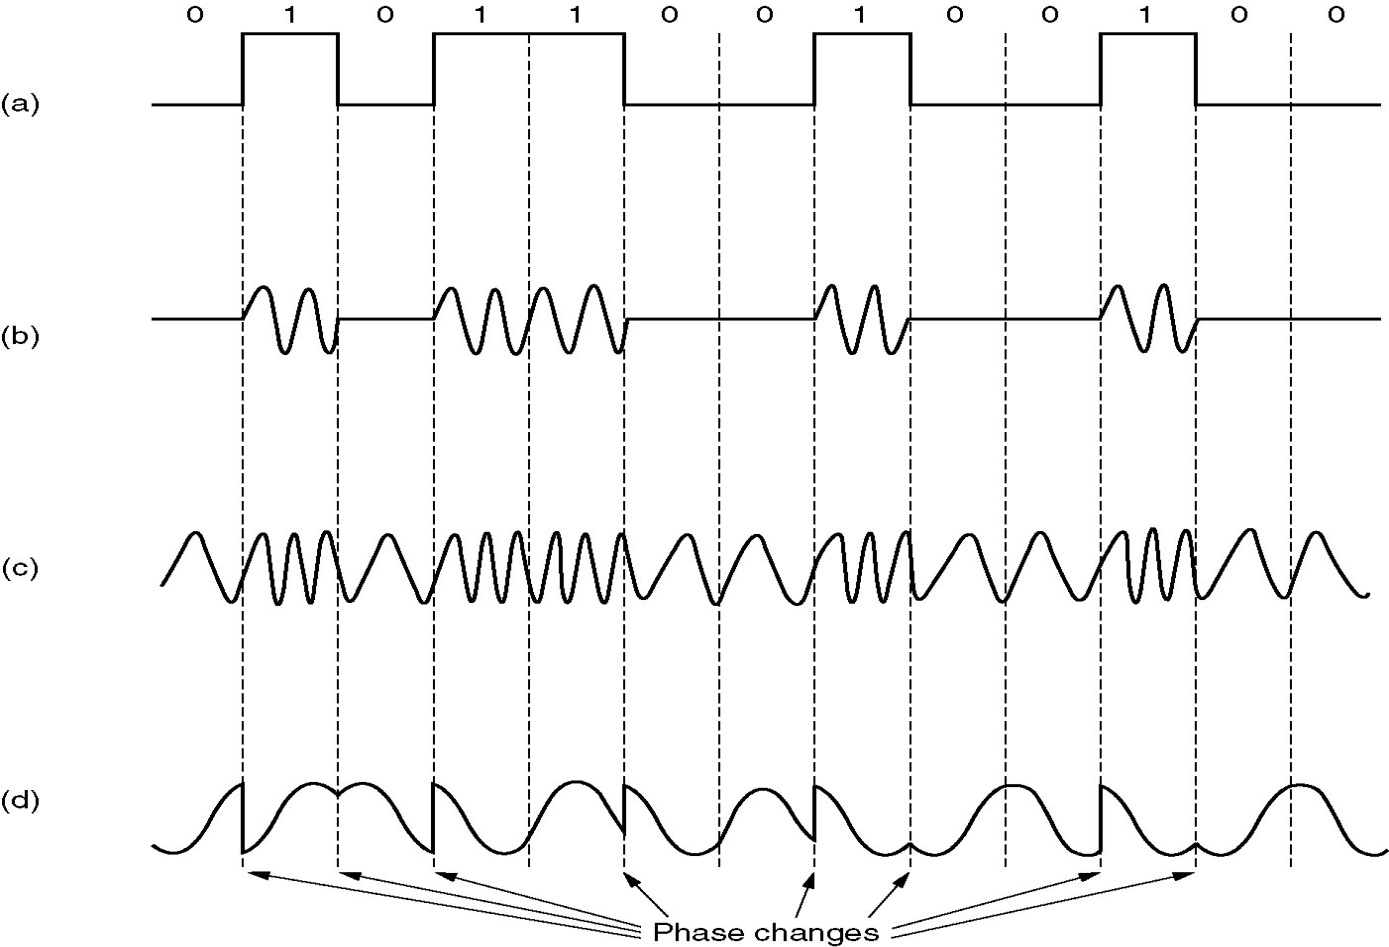 0 1 0 1 1 0 0 1 0 0 1 0 0
(a)
(b)
(c)
(d)
Phase changes